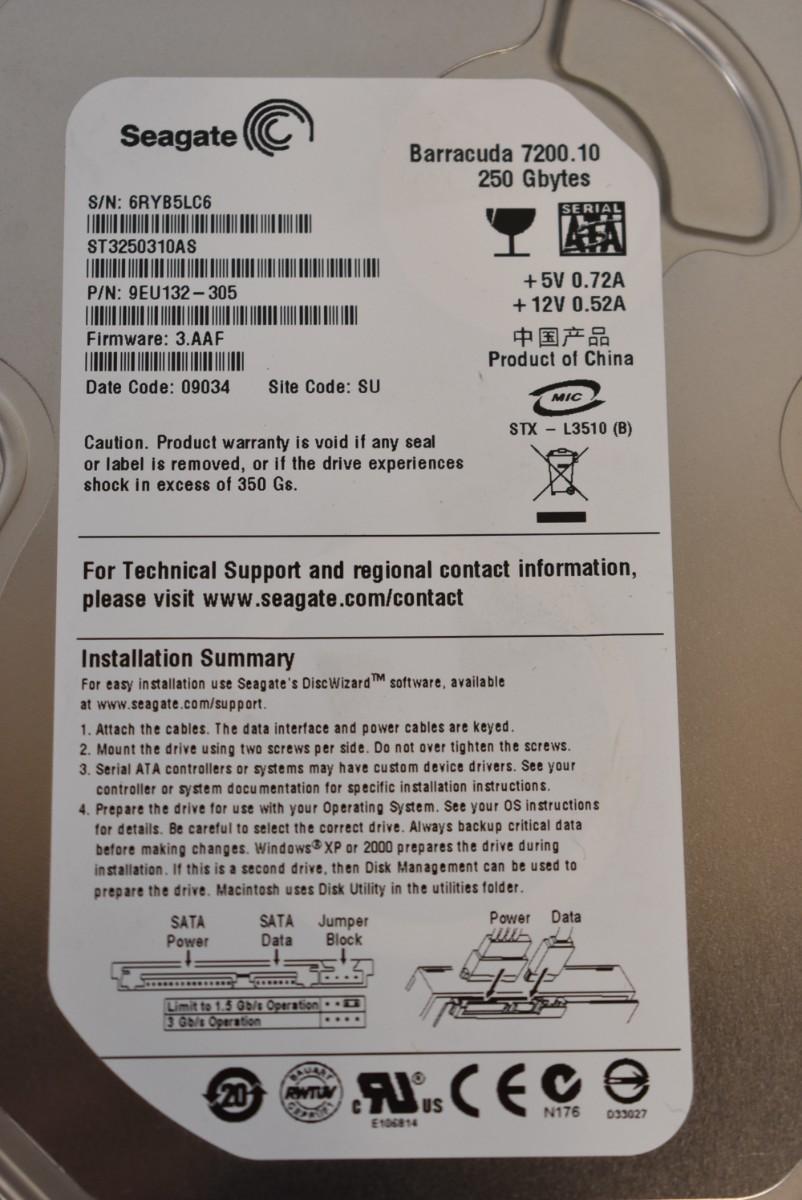 Seagate
Barracuda 7200.10
250 Gbytes
S/N: 6RYB5LC6
ST3250310AS
P/N: 9EU132-305
Firmware: 3.AAF
Date Code: 09034 Site Code: SU
SERIAL
ATA
+5V 0.72A
+12V 0.52A
中国产品
Product of China
MIC
STX - L3510 (B)
Caution. Product warranty is void if any seal
or label is removed, or if the drive experiences
shock in excess of 350 Gs.
For Technical Support and regional contact information,
please visit www.seagate.com/contact
Installation Summary
For easy installation use Seagate's DiscWizard™ software, available
at www.seagate.com/support.
1. Attach the cables. The data interface and power cables are keyed.
2. Mount the drive using two screws per side. Do not over tighten the screws.
3. Serial ATA controllers or systems may have custom device drivers. See your
controller or system documentation for specific installation instructions.
4. Prepare the drive for use with your Operating System. See your OS instructions
for details. Be careful to select the correct drive. Always backup critical data
before making changes. Windows® XP or 2000 prepares the drive during
installation. If this is a second drive, then Disk Management can be used to
prepare the drive. Macintosh uses Disk Utility in the utilities folder.
SATA Power
SATA Data
Jumper Block
Power Data
Limit to 1.5 Gb/s Operation
3 Gb/s Operation
20
BAUART
RWTÜV
GEPRÜFT
c RU ® US
E106814
CE
N176
D33027